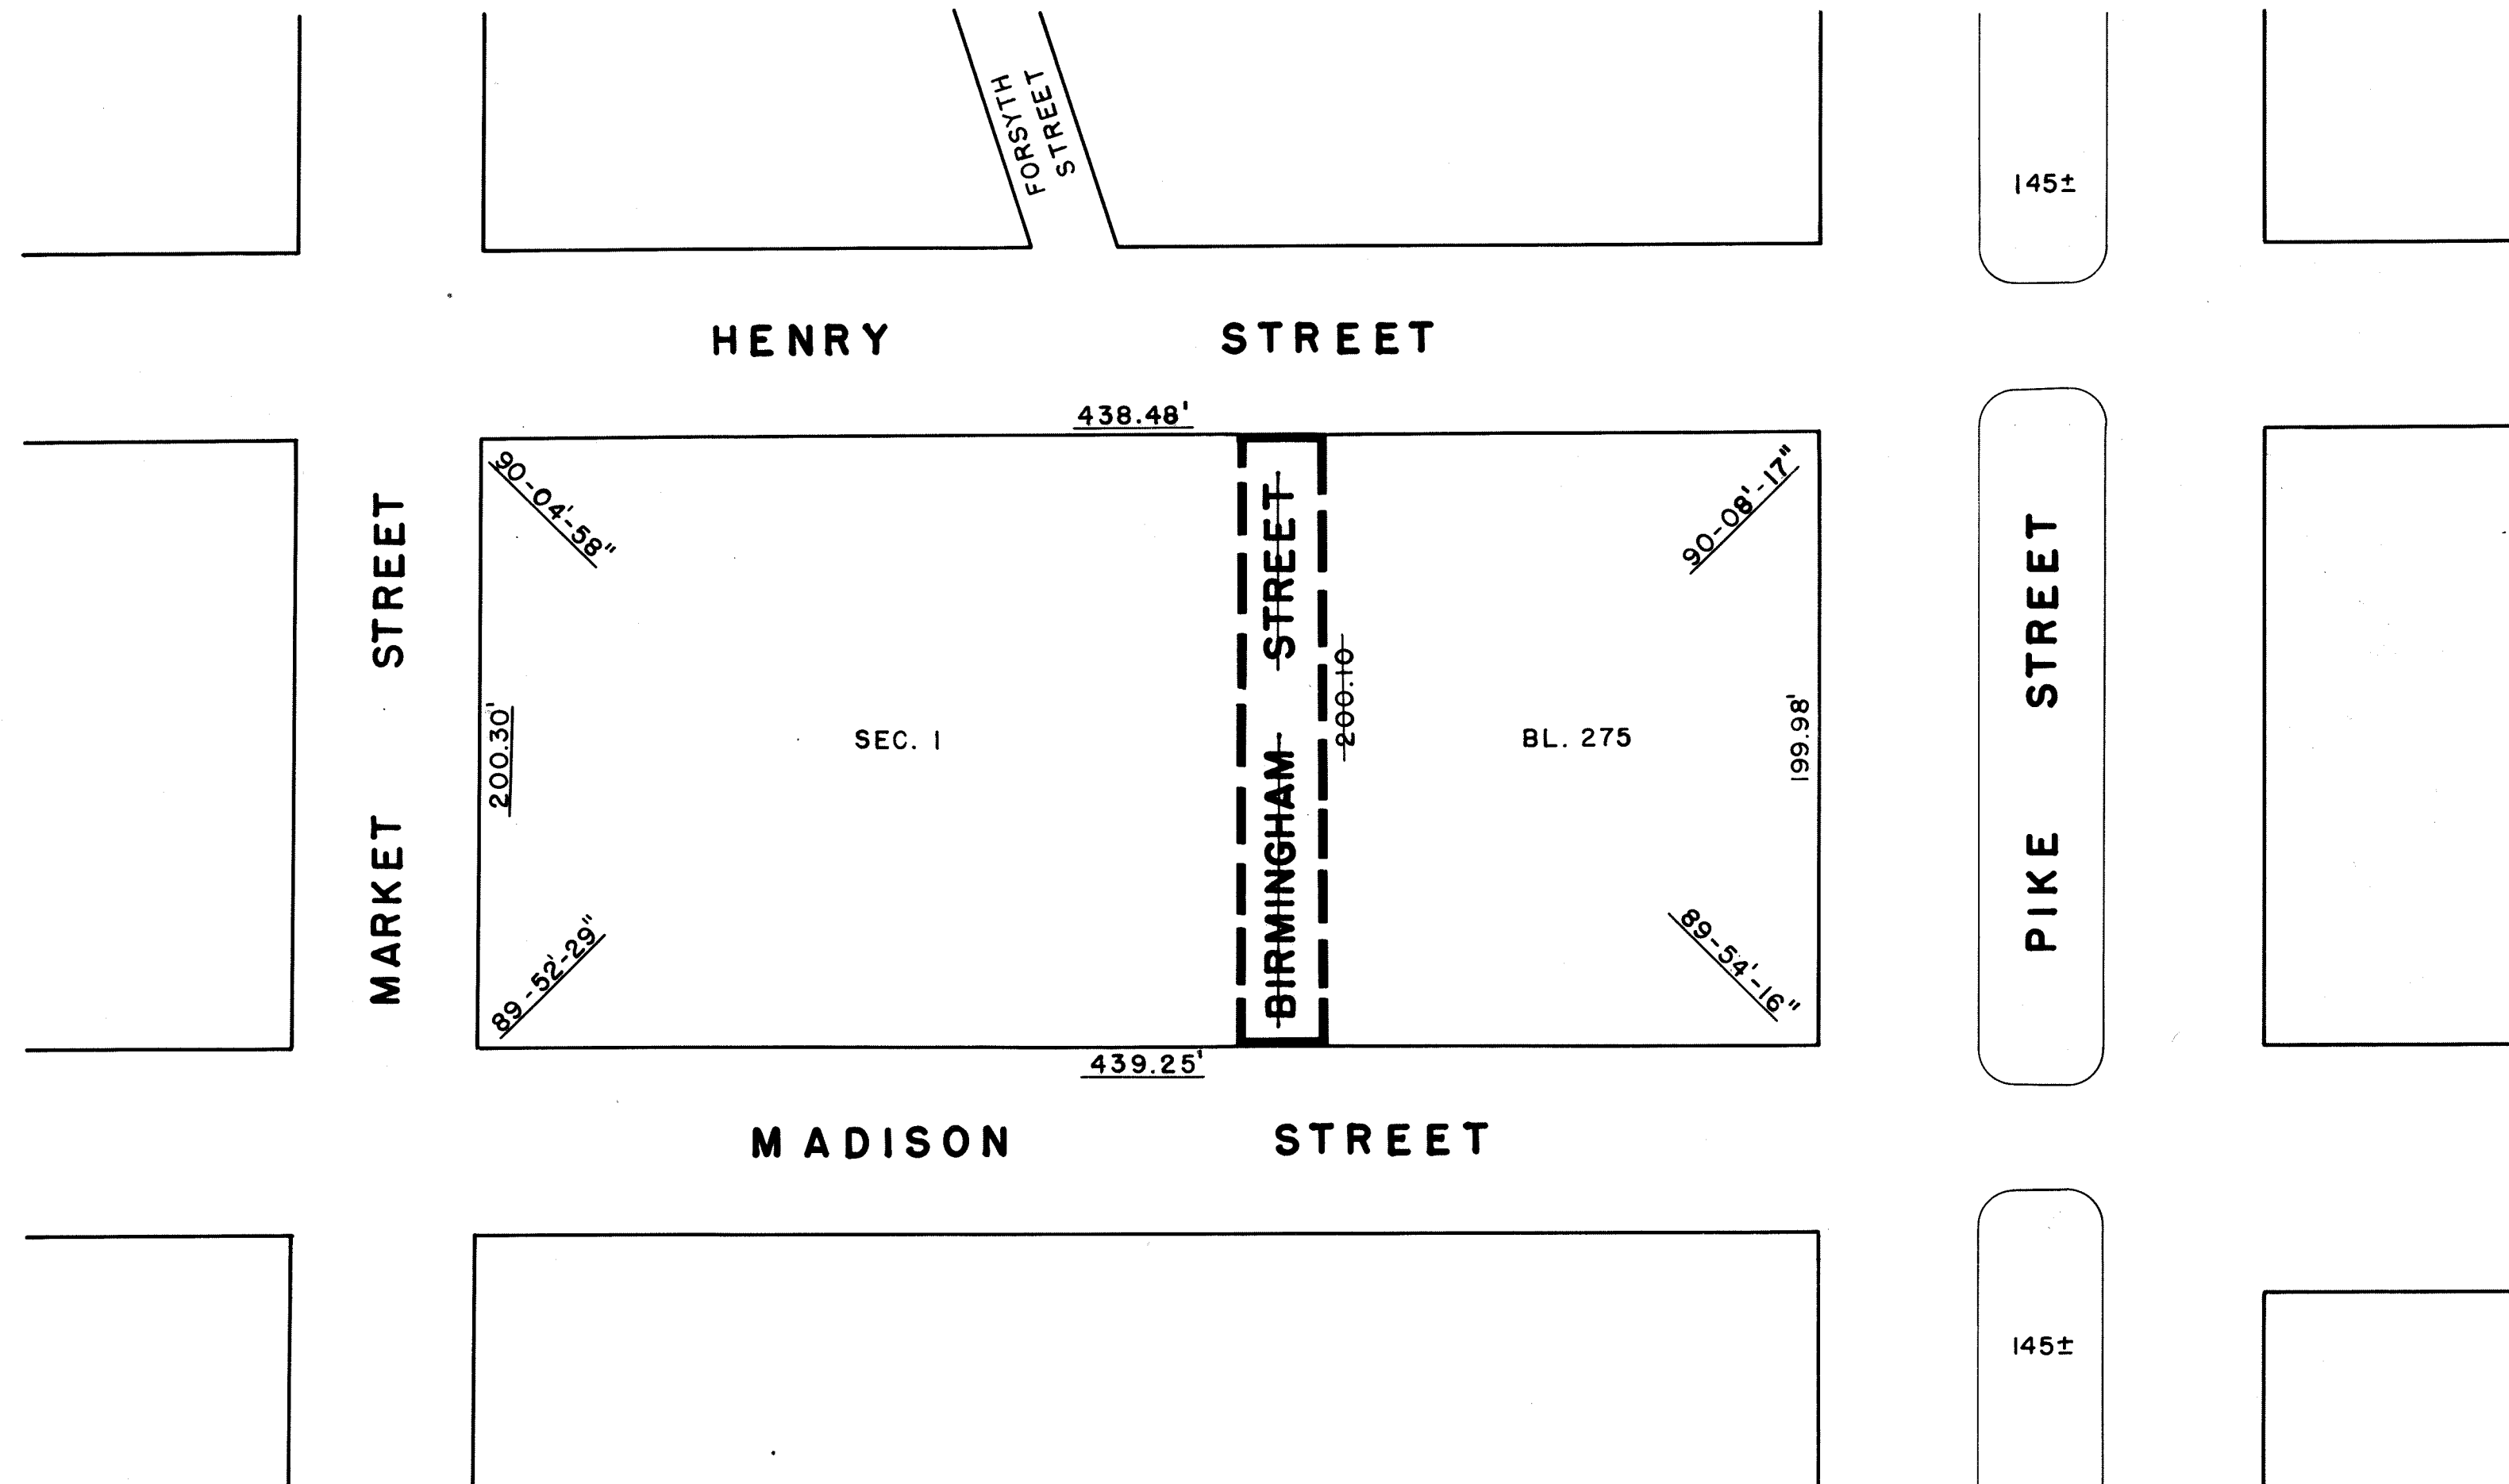 FORSYTH
STREET
145±
HENRY STREET
438.48'
90-04'-58"
90-08'-17"
MARKET STREET
200.30'
SEC. 1
BIRMINGHAM STREET
200.10
BL. 275
199.98'
PIKE STREET
89-52'-29"
89-54'-16"
439.25'
MADISON STREET
145±